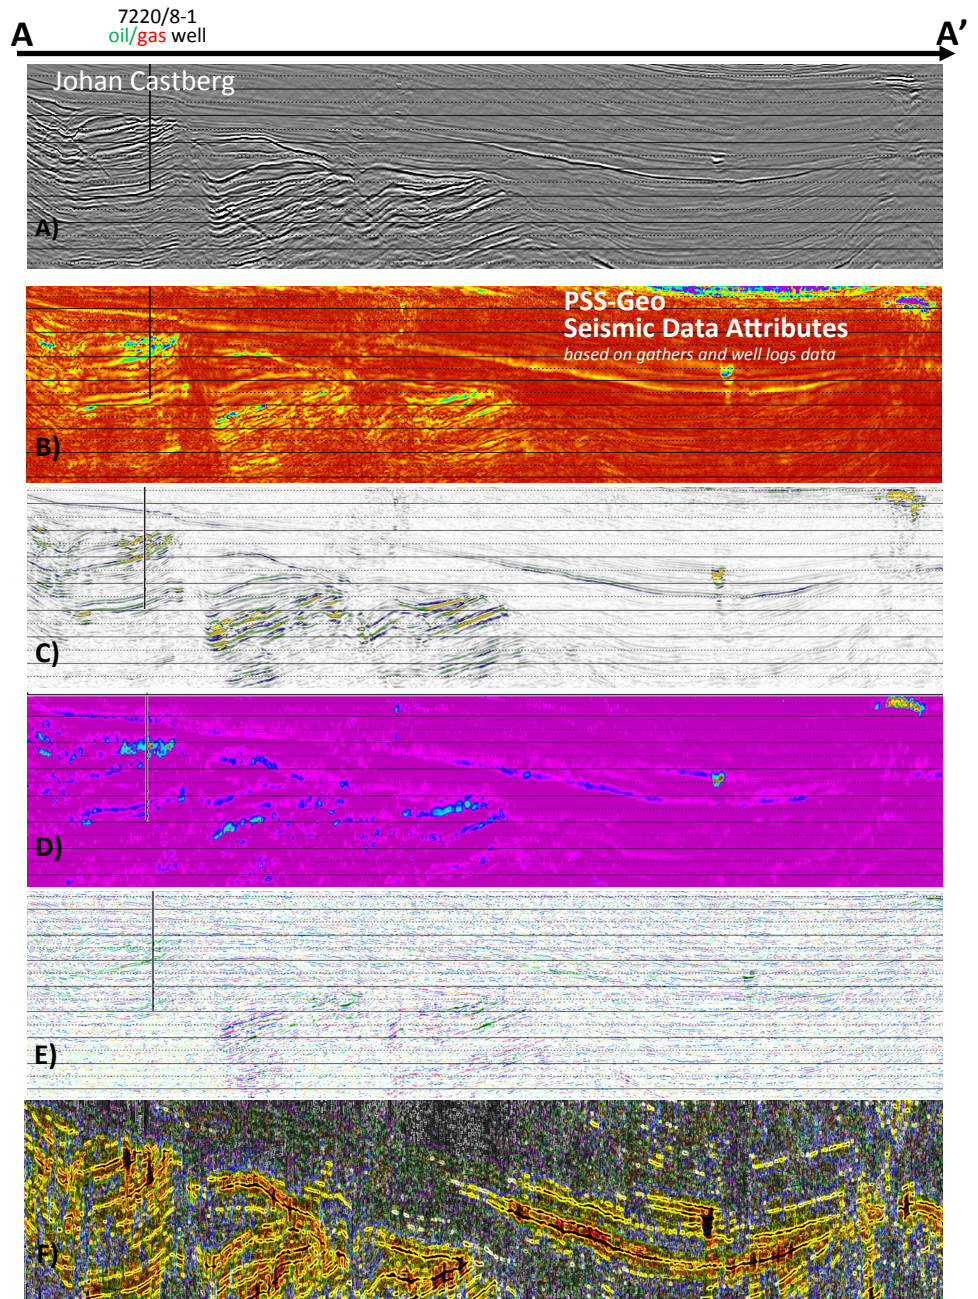 7220/8-1
A
oil/gas well
A’
Johan Castberg
A)
PSS-Geo
Seismic Data Attributes
based on gathers and well logs data
B)
C)
D)
E)
F)